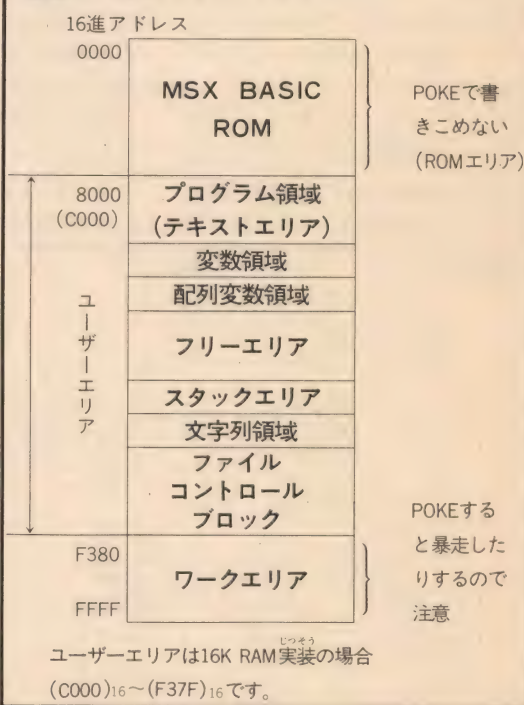 16進アドレス
0000
MSX BASIC
ROM
POKEで書
きこめない
(ROMエリア)
8000
(C000)
プログラム領域
(テキストエリア)
変数領域
配列変数領域
フリーエリア
スタックエリア
文字列領域
ファイル
コントロール
ブロック
ユーザーエリア
F380
FFFF
ワークエリア
POKEする
と暴走した
りするので
注意
じっそう
ユーザーエリアは16K RAM実装の場合
(C000)16～(F37F)16です。